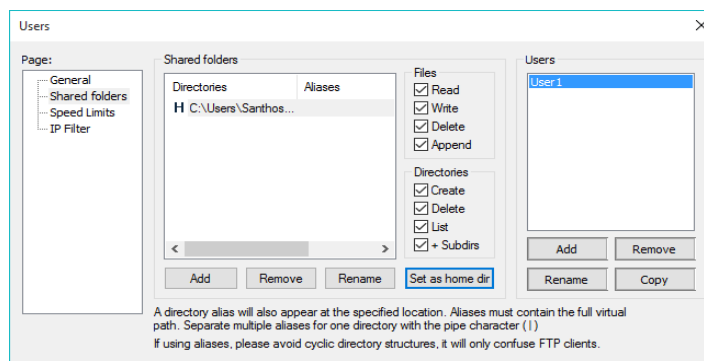 Users
Page:
General
Shared folders
Speed Limits
IP Filter
Shared folders
Directories Aliases
H C:\Users\Santhos...
Files
Read
Write
Delete
Append
Directories
Create
Delete
List
+ Subdirs
Add Remove Rename Set as home dir
A directory alias will also appear at the specified location. Aliases must contain the full virtual
path. Separate multiple aliases for one directory with the pipe character (|)
If using aliases, please avoid cyclic directory structures, it will only confuse FTP clients.
Users
User1
Add Remove
Rename Copy